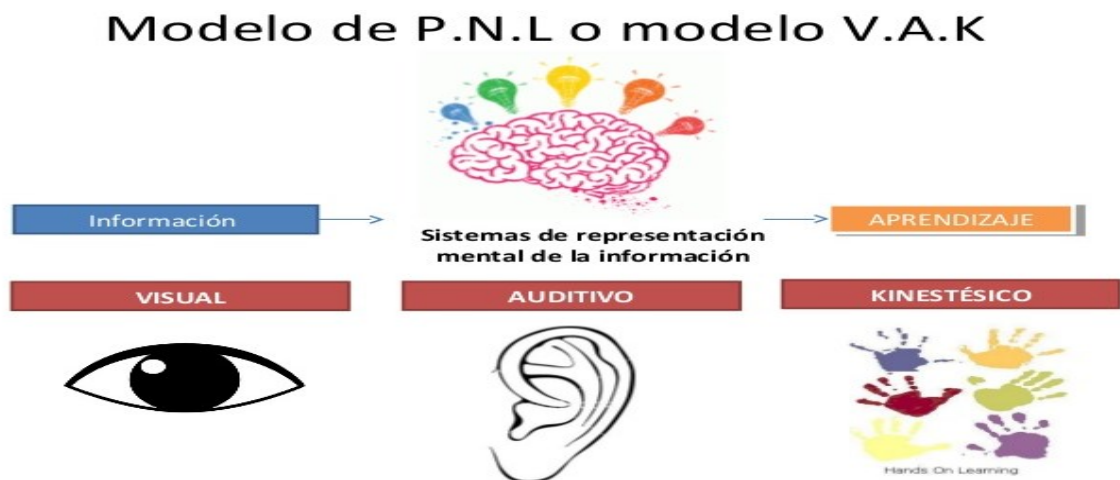 Modelo de P.N.L o modelo V.A.K
Información
Sistemas de representación
mental de la información
APRENDIZAJE
VISUAL
AUDITIVO
KINESTÉSICO
Hands On Learning